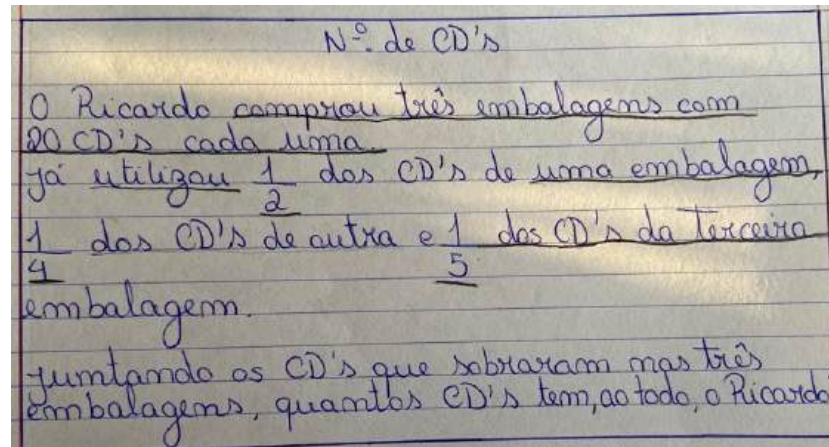 Nº. de CD's
O Ricardo comprou três embalagens com
20 CD's cada uma.
já utilizou 1/2 dos CD's de uma embalagem,
1/4 dos CD's de outra e 1/5 dos CD's da terceira
embalagem.
Juntando os CD's que sobraram nas três
embalagens, quantos CD's tem, ao todo, o Ricardo